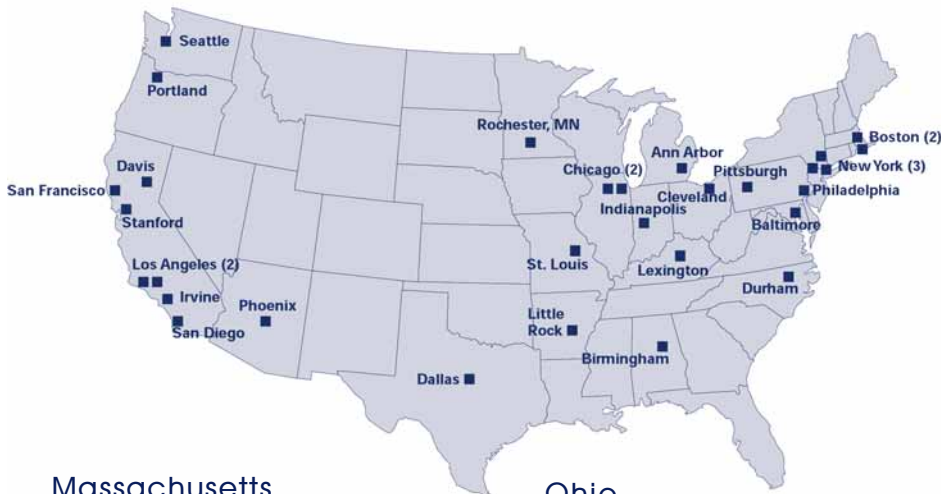 Seattle
Portland
Rochester, MN
Boston (2)
Chicago (2)
Ann Arbor
Pittsburgh
New York (3)
Davis
San Francisco
Cleveland
Philadelphia
Indianapolis
Stanford
Baltimore
Los Angeles (2)
St. Louis
Lexington
Irvine
Phoenix
Durham
San Diego
Little
Rock
Birmingham
Dallas
Massachusetts
Ohio